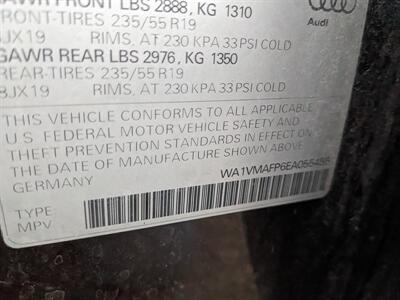 GAWR FRONT LBS 2888, KG 1310
FRONT-TIRES 235/55 R19
8JX19 RIMS, AT 230 KPA 33 PSI COLD
GAWR REAR LBS 2976, KG 1350
REAR-TIRES 235/55 R19
8JX19 RIMS, AT 230 KPA 33 PSI COLD
Audi
THIS VEHICLE CONFORMS TO ALL APPLICABLE
U.S. FEDERAL MOTOR VEHICLE SAFETY AND
THEFT PREVENTION STANDARDS IN EFFECT ON
THE DATE OF MANUFACTURE SHOWN ABOVE.
GERMANY
TYPE:
MPV